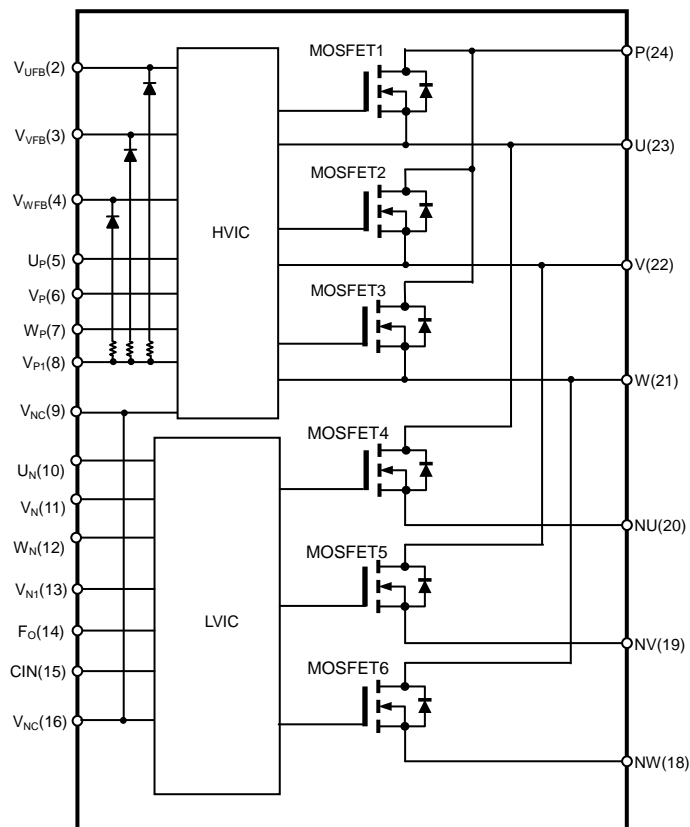 MOSFET1
P(24)
VUFB(2)
VVFB(3)
U(23)
MOSFET2
VWFB(4)
HVIC
UP(5)
V(22)
VP(6)
MOSFET3
WP(7)
VP1(8)
W(21)
VNC(9)
MOSFET4
UN(10)
VN(11)
NU(20)
WN(12)
MOSFET5
VN1(13)
LVIC
FO(14)
NV(19)
CIN(15)
MOSFET6
VNC(16)
NW(18)